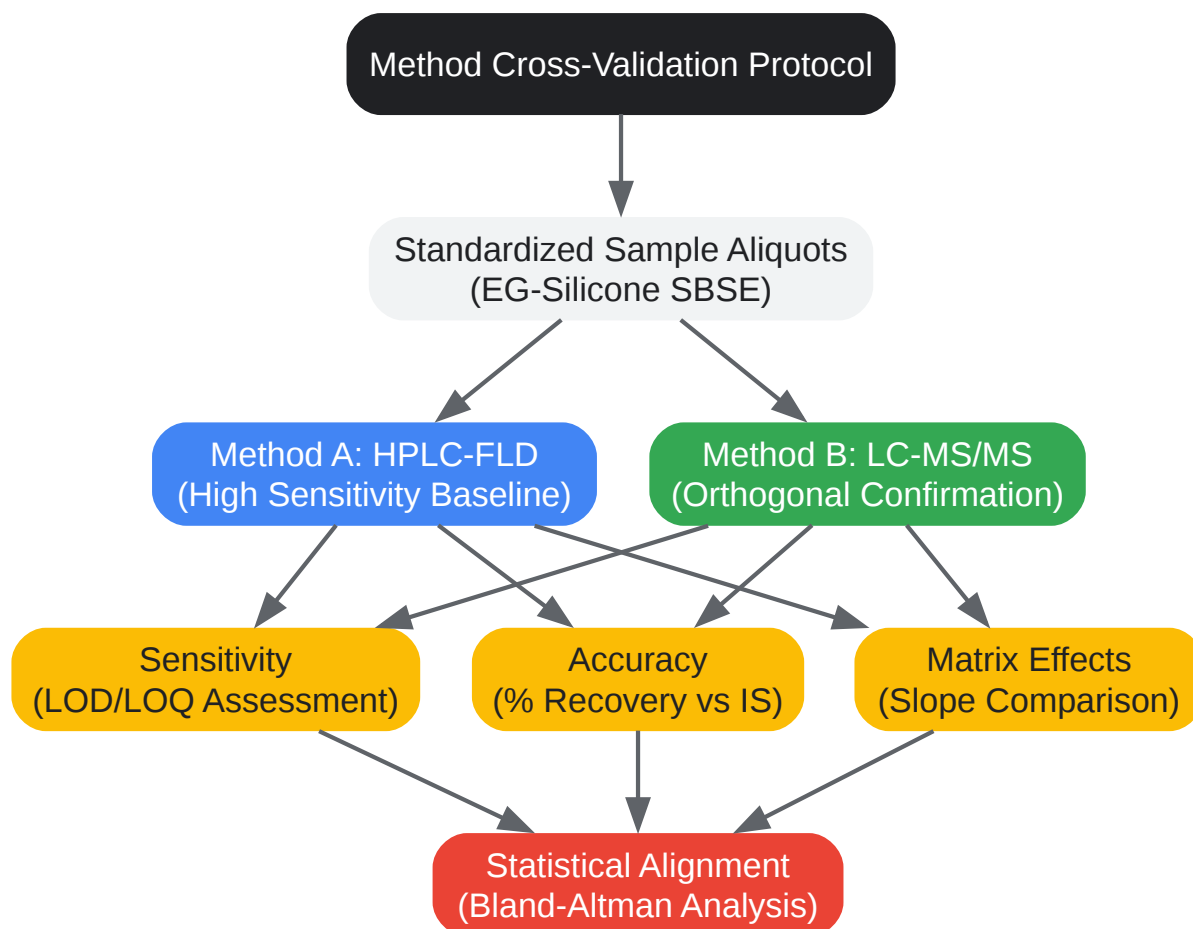 Method Cross-Validation Protocol
Standardized Sample Aliquots
(EG-Silicone SBSE)
Method A: HPLC-FLD
(High Sensitivity Baseline)
Method B: LC-MS/MS
(Orthogonal Confirmation)
Sensitivity
(LOD/LOQ Assessment)
Accuracy
(% Recovery vs IS)
Matrix Effects
(Slope Comparison)
Statistical Alignment
(Bland-Altman Analysis)